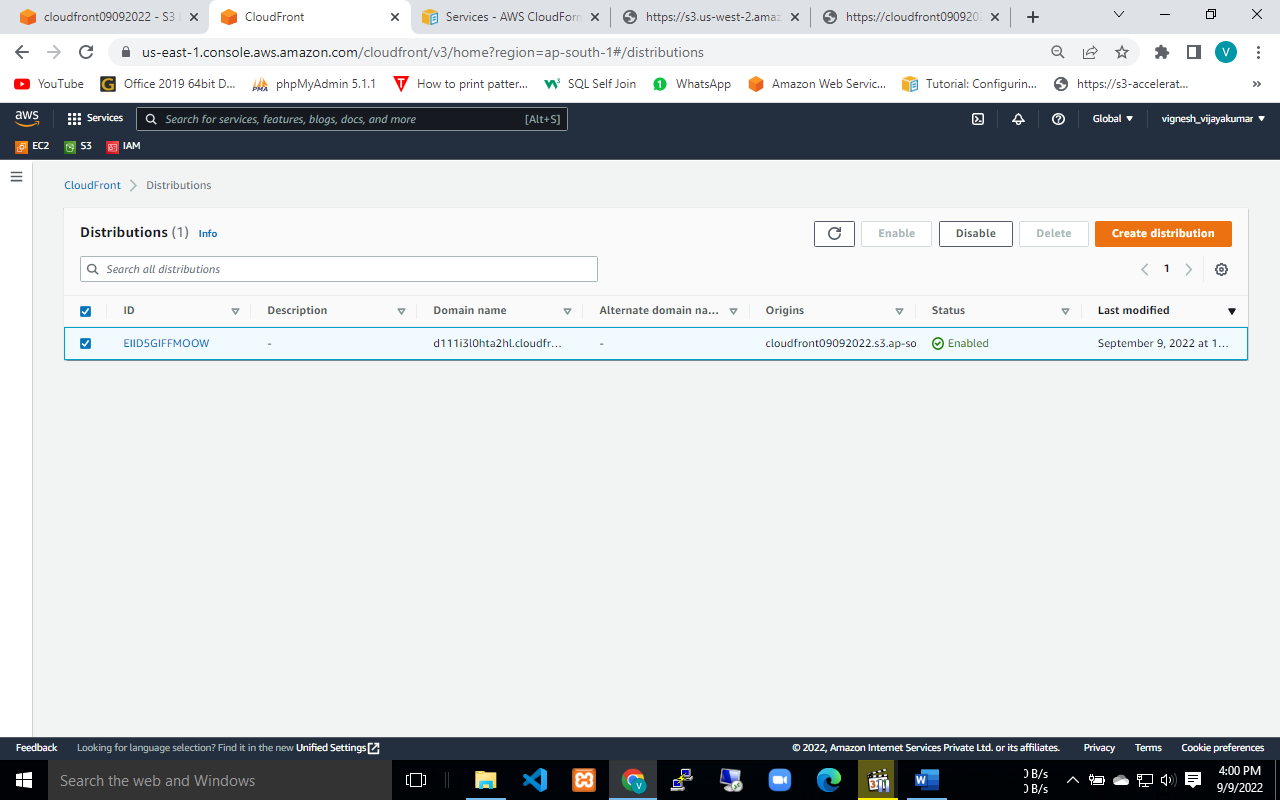 cloudfront09092022 - S3
CloudFront
Services - AWS CloudForm
https://s3.us-west-2.amaz
https://cloudfront090920
us-east-1.console.aws.amazon.com/cloudfront/v3/home?region=ap-south-1#/distributions
V
YouTube
Office 2019 64bit D...
phpMyAdmin 5.1.1
How to print patter...
SQL Self Join
WhatsApp
Amazon Web Servic...
Tutorial: Configurin...
https://s3-accelerat...
»
aws
Services
Search for services, features, blogs, docs, and more
[Alt+S]
Global
vignesh_vijayakumar
EC2
S3
IAM
CloudFront
Distributions
Distributions (1) Info
Enable
Disable
Delete
Create distribution
Search all distributions
1
ID
Description
Domain name
Alternate domain na...
Origins
Status
Last modified
EIID5GIFFMOOW
-
d111i3l0hta2hl.cloudfr...
-
cloudfront09092022.s3.ap-so
Enabled
September 9, 2022 at 1...
Feedback
Looking for language selection? Find it in the new Unified Settings
© 2022, Amazon Internet Services Private Ltd. or its affiliates.
Privacy
Terms
Cookie preferences
Search the web and Windows
0 B/s
0 B/s
4:00 PM
9/9/2022